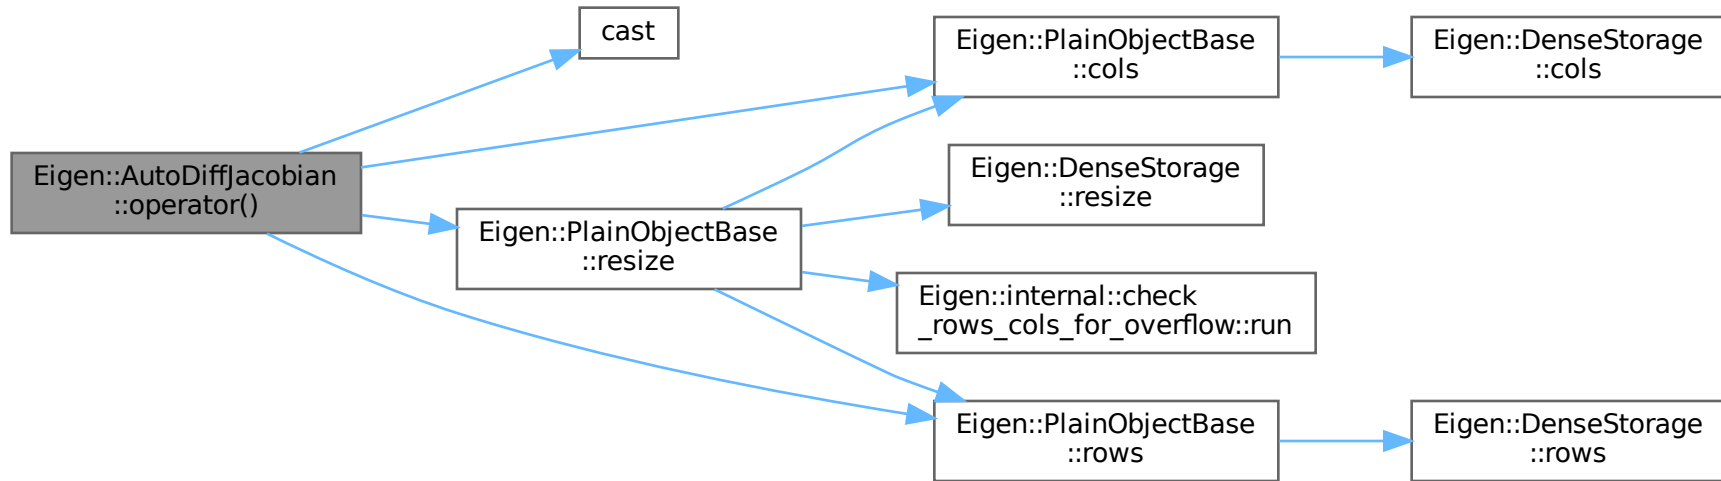 cast
Eigen::PlainObjectBase
::cols
Eigen::DenseStorage
::cols
Eigen::AutoDiffJacobian
::operator()
Eigen::DenseStorage
::resize
Eigen::PlainObjectBase
::resize
Eigen::internal::check
_rows_cols_for_overflow::run
Eigen::PlainObjectBase
::rows
Eigen::DenseStorage
::rows